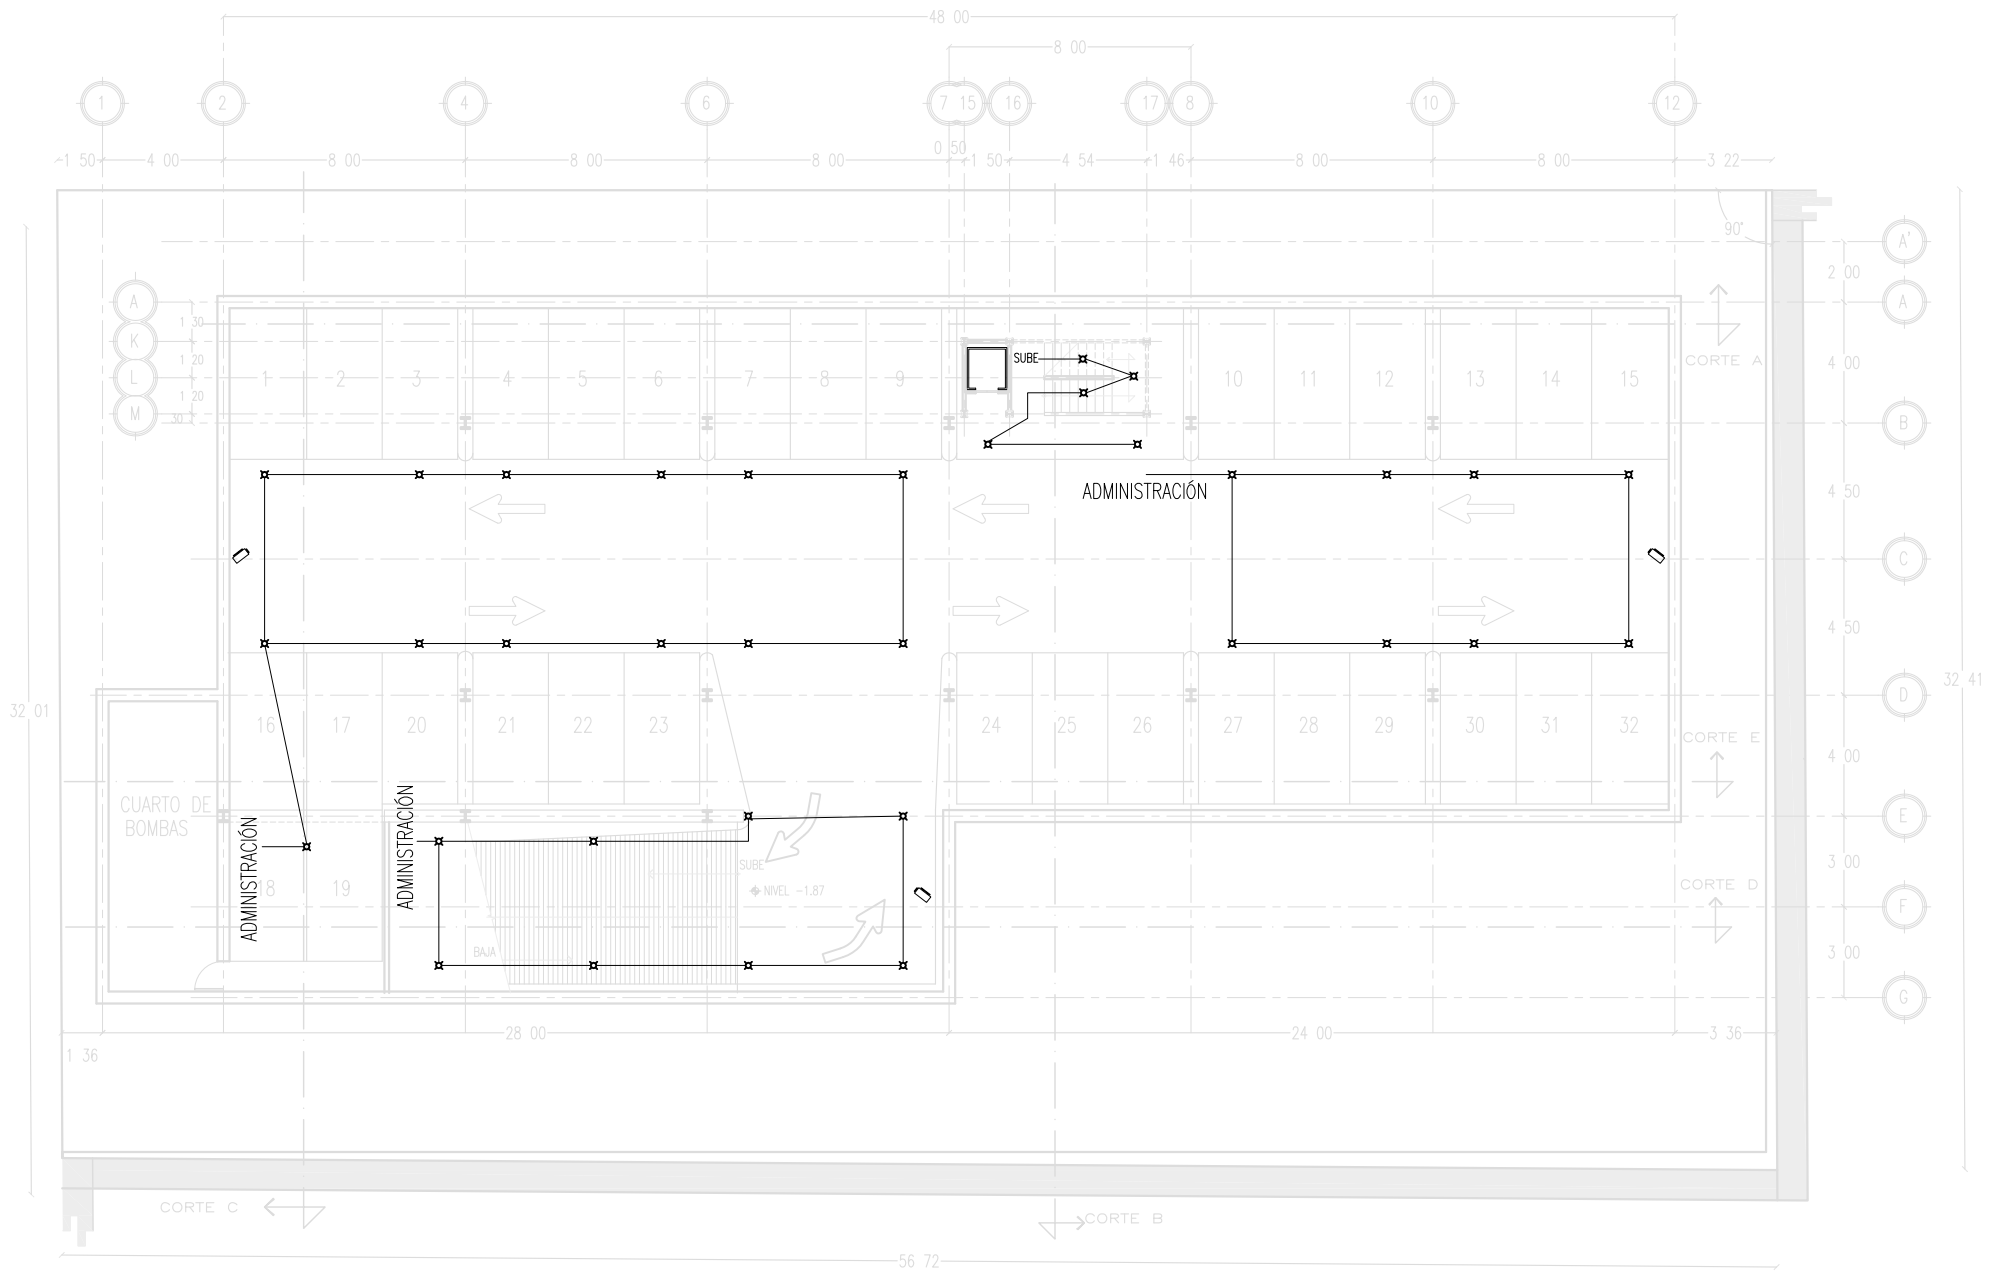 48 00
8 00
1 2 4 6 7 15 16 17 8 10 12
0 50
1 50 4 00 8 00 8 00 8 00 1 50 4 54 1 46 8 00 8 00 3 22
90°
A'
2 00
A A
1 30
K
SUBE
1 20
CORTE A
4 00
L
1 2 3 4 5 6 7 8 9 10 11 12 13 14 15
1 20
M
30
B
ADMINISTRACIÓN
4 50
C
4 50
32 01
32 41
D
16 17 20 21 22 23 24 25 26 27 28 29 30 31 32
CORTE E
4 00
CUARTO DE
BOMBAS
ADMINISTRACIÓN
ADMINISTRACIÓN
E
SUBE
3 00
18 19
NIVEL -1.87
CORTE D
F
BAJA
3 00
G
28 00 24 00 3 36
1 36
CORTE C
CORTE B
56 72